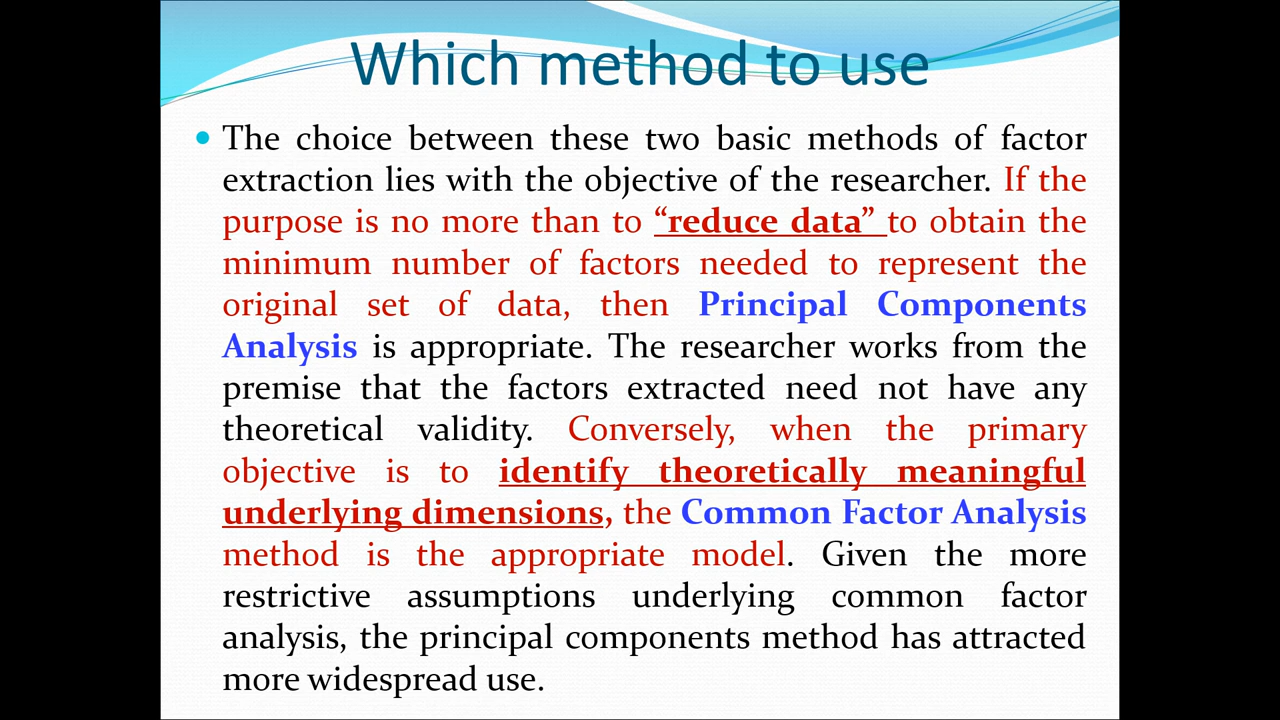 Which method to use
• The choice between these two basic methods of factor
extraction lies with the objective of the researcher. If the
purpose is no more than to “reduce data” to obtain the
minimum number of factors needed to represent the
original set of data, then Principal Components
Analysis is appropriate. The researcher works from the
premise that the factors extracted need not have any
theoretical validity. Conversely, when the primary
objective is to identify theoretically meaningful
underlying dimensions, the Common Factor Analysis
method is the appropriate model. Given the more
restrictive assumptions underlying common factor
analysis, the principal components method has attracted
more widespread use.